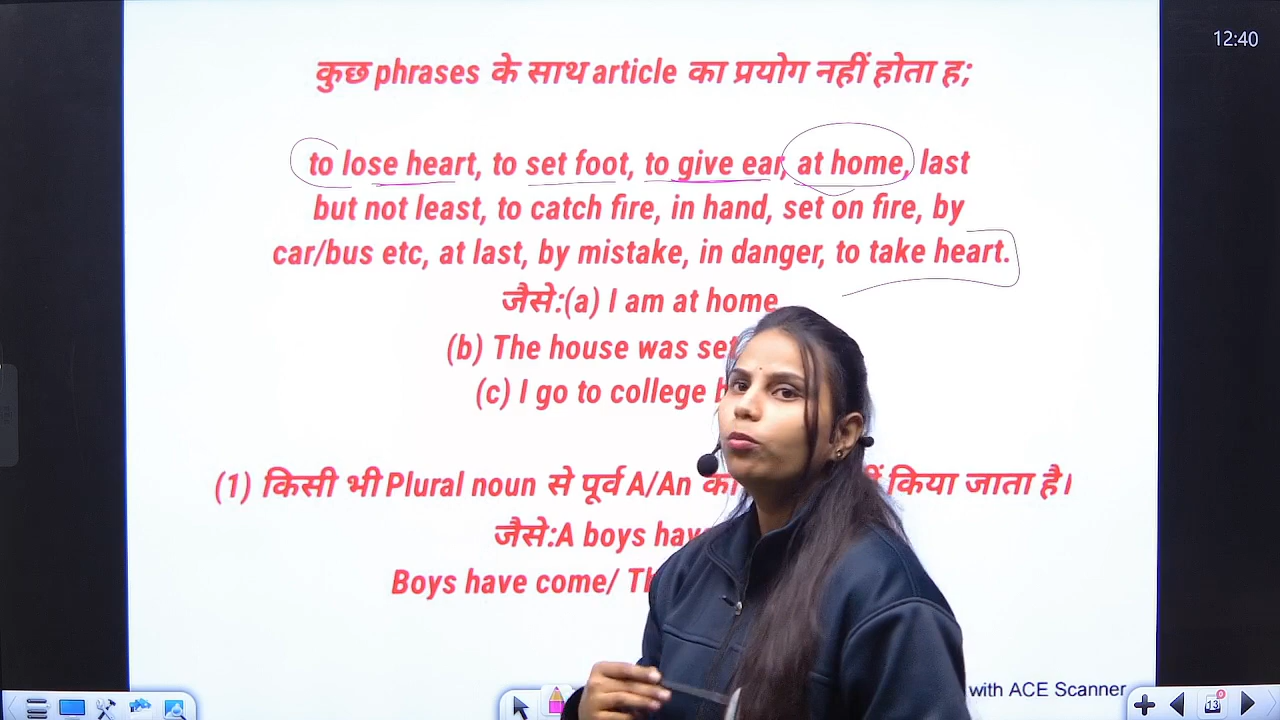 12:40
कुछ phrases के साथ article का प्रयोग नहीं होता ह;
to lose heart, to set foot, to give ear, at home, last
but not least, to catch fire, in hand, set on fire, by
car/bus etc, at last, by mistake, in danger, to take heart.
जैसे:(a) I am at home
(b) The house was set
(c) I go to college
(1) किसी भी Plural noun से पूर्व A/An का किया जाता है।
जैसे:A boys have
Boys have come/
with ACE Scanner
13